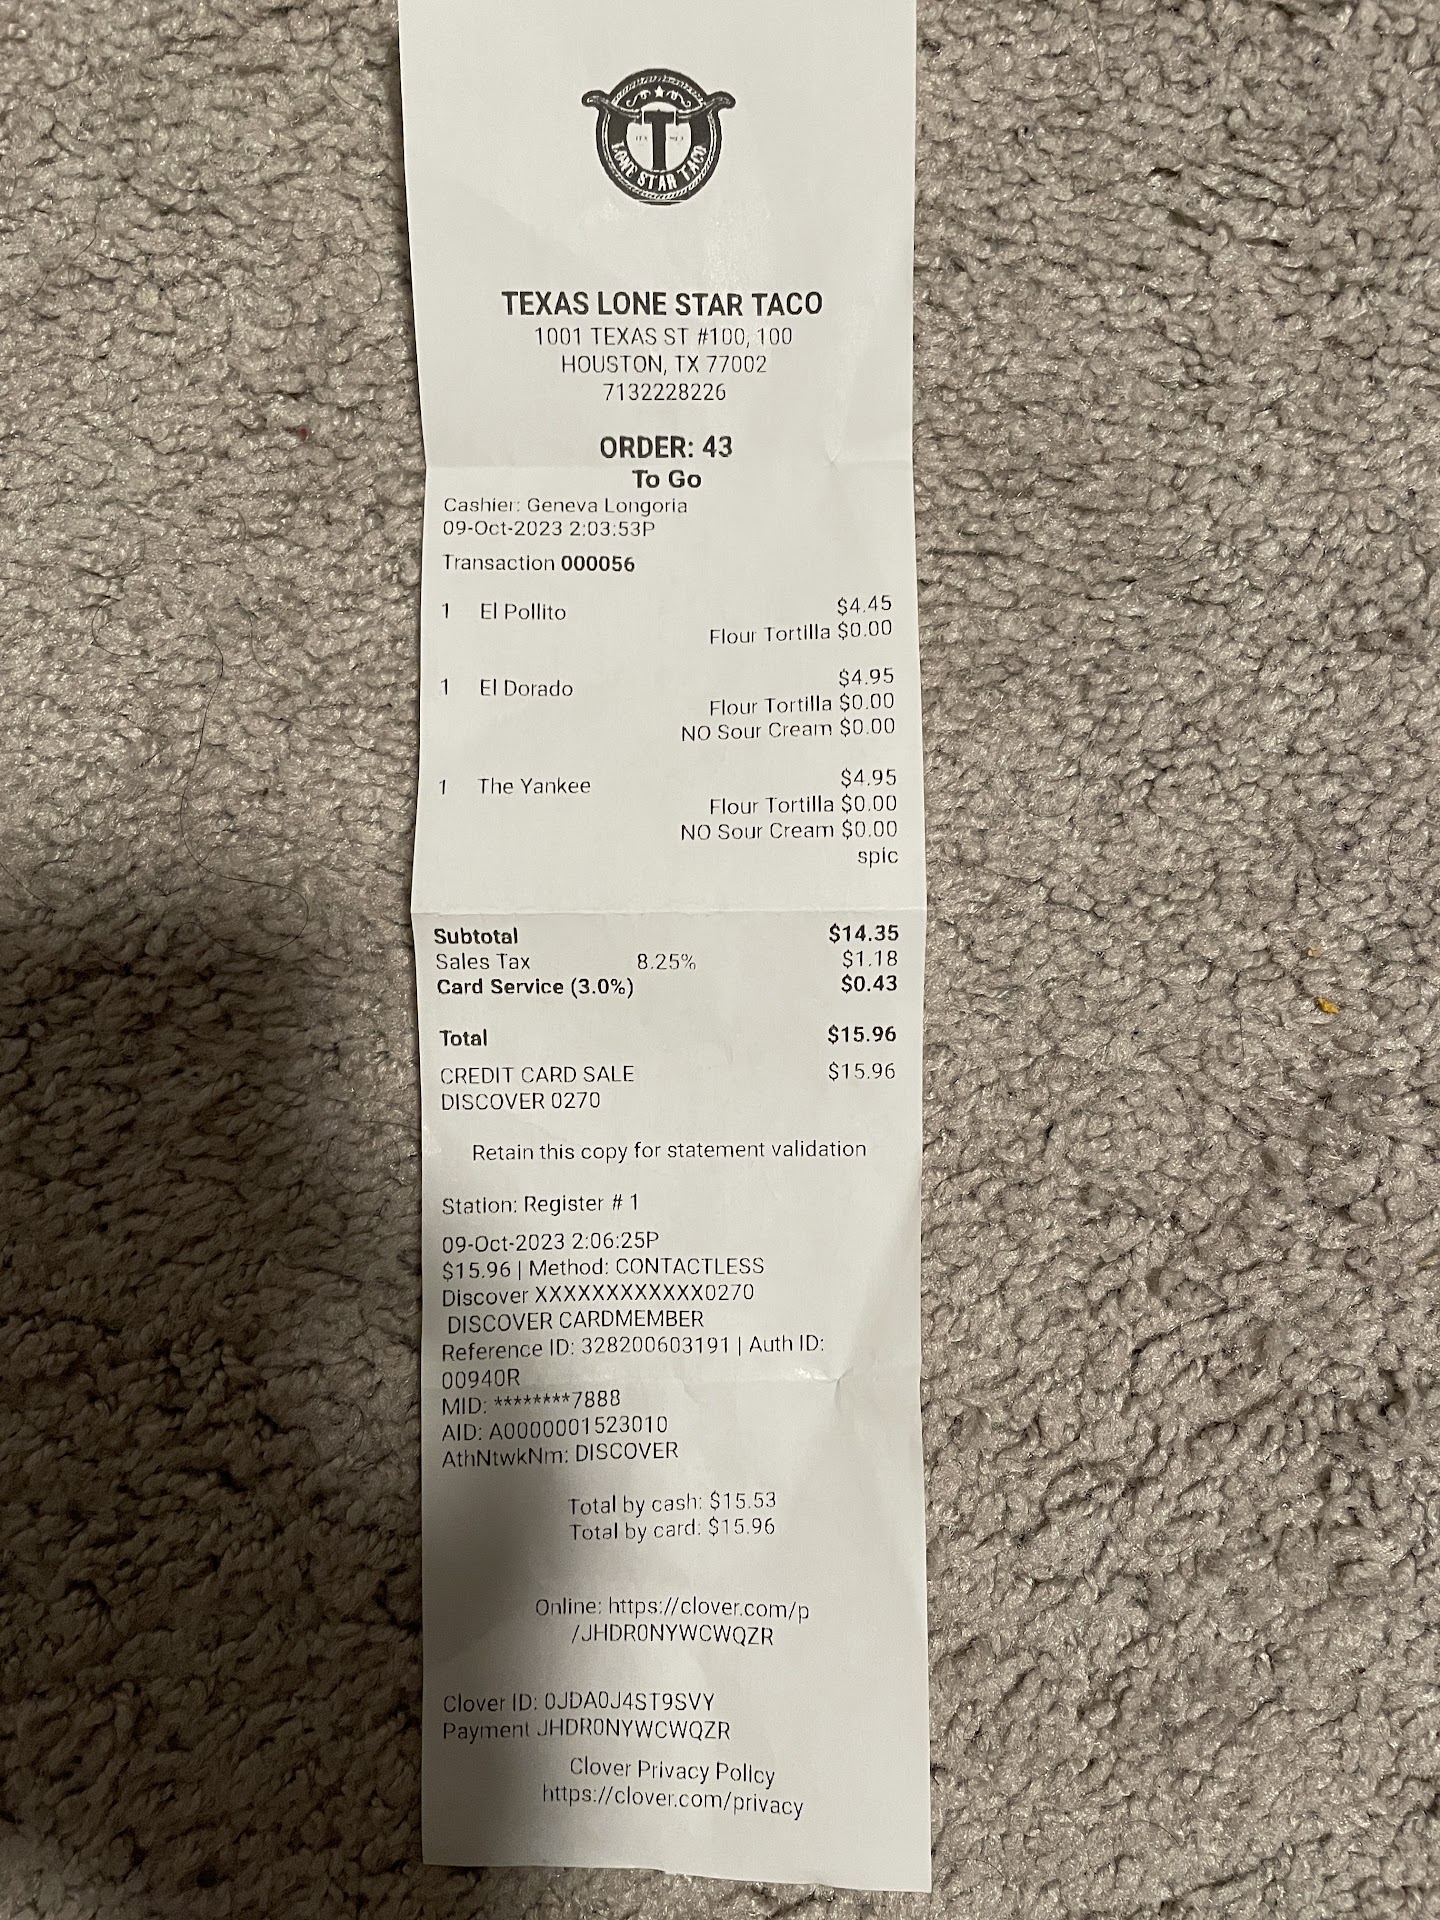 LONE STAR TACO
TEXAS LONE STAR TACO
1001 TEXAS ST #100, 100
HOUSTON, TX 77002
7132228226
ORDER: 43
To Go
Cashier: Geneva Longoria
09-Oct-2023 2:03:53P
Transaction 000056
1 El Pollito $4.45
Flour Tortilla $0.00
1 El Dorado $4.95
Flour Tortilla $0.00
NO Sour Cream $0.00
1 The Yankee $4.95
Flour Tortilla $0.00
NO Sour Cream $0.00
spic
Subtotal $14.35
Sales Tax 8.25% $1.18
Card Service (3.0%) $0.43
Total $15.96
CREDIT CARD SALE $15.96
DISCOVER 0270
Retain this copy for statement validation
Station: Register # 1
09-Oct-2023 2:06:25P
$15.96 | Method: CONTACTLESS
Discover XXXXXXXXXXXX0270
DISCOVER CARDMEMBER
Reference ID: 328200603191 | Auth ID:
00940R
MID: ********7888
AID: A0000001523010
AthNtwkNm: DISCOVER
Total by cash: $15.53
Total by card: $15.96
Online: https://clover.com/p
/JHDR0NYWCWQZR
Clover ID: 0JDA0J4ST9SVY
Payment JHDR0NYWCWQZR
Clover Privacy Policy
https://clover.com/privacy